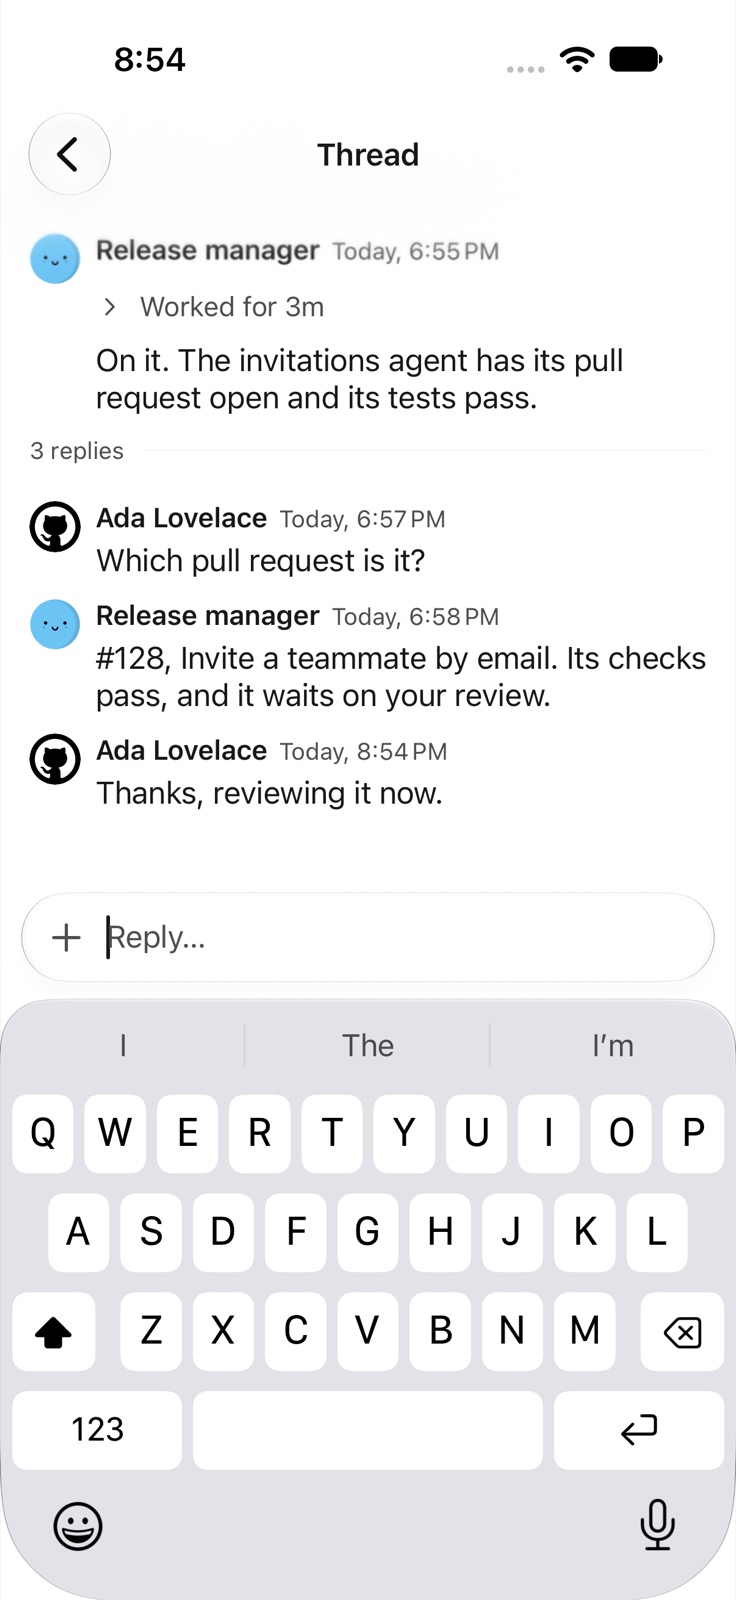 8:54
Thread
Release manager Today, 6:55 PM
Worked for 3m
On it. The invitations agent has its pull
request open and its tests pass.
3 replies
Ada Lovelace Today, 6:57 PM
Which pull request is it?
Release manager Today, 6:58 PM
#128, Invite a teammate by email. Its checks
pass, and it waits on your review.
Ada Lovelace Today, 8:54 PM
Thanks, reviewing it now.
Reply...
I The I’m
Q W E R T Y U I O P
A S D F G H J K L
Z X C V B N M
123